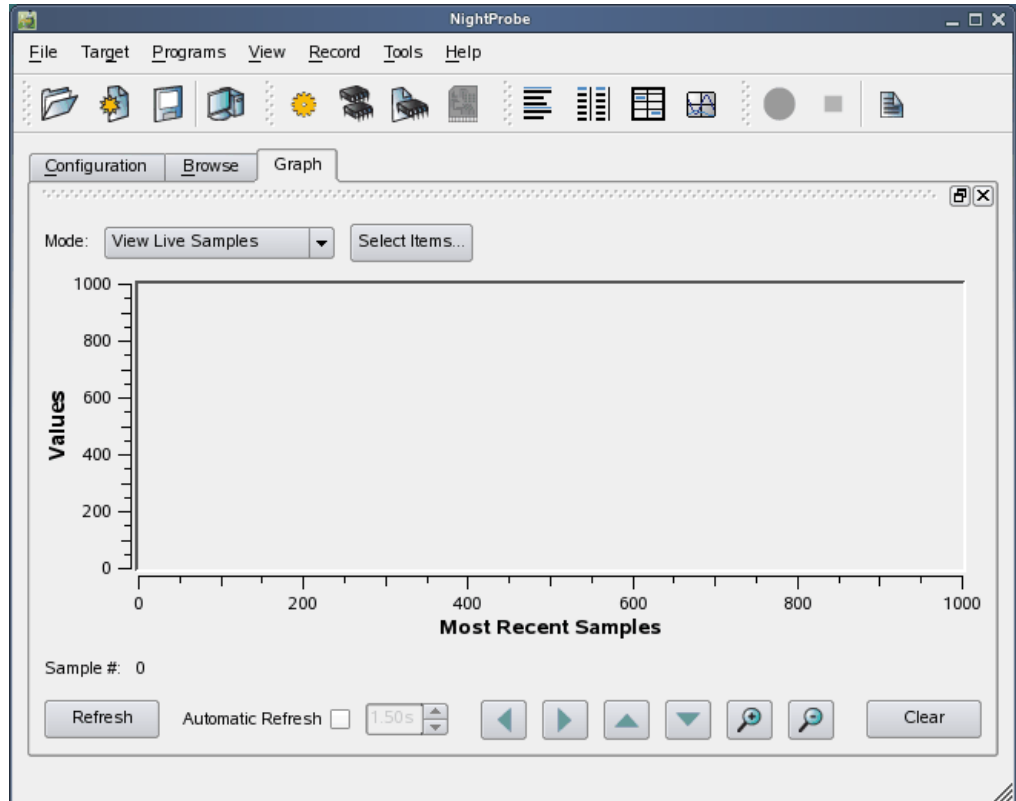 NightProbe
File Target Programs View Record Tools Help
Configuration Browse Graph
Mode: View Live Samples Select Items...
1000
800
600
400
200
0
Values
0 200 400 600 800 1000
Most Recent Samples
Sample #: 0
Refresh Automatic Refresh 1.50s Clear